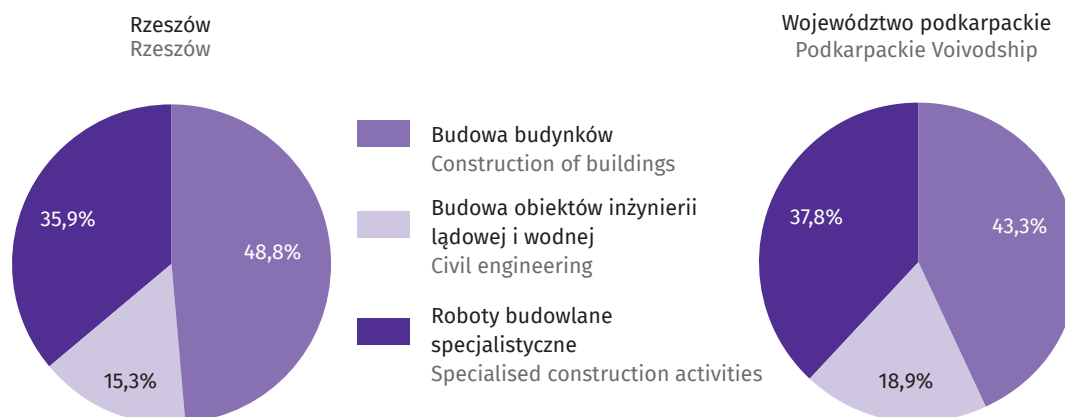 Rzeszów
Rzeszów
35,9%
48,8%
15,3%
Budowa budynków
Construction of buildings
Budowa obiektów inżynierii
lądowej i wodnej
Civil engineering
Roboty budowlane
specjalistyczne
Specialised construction activities
Województwo podkarpackie
Podkarpackie Voivodship
37,8%
43,3%
18,9%